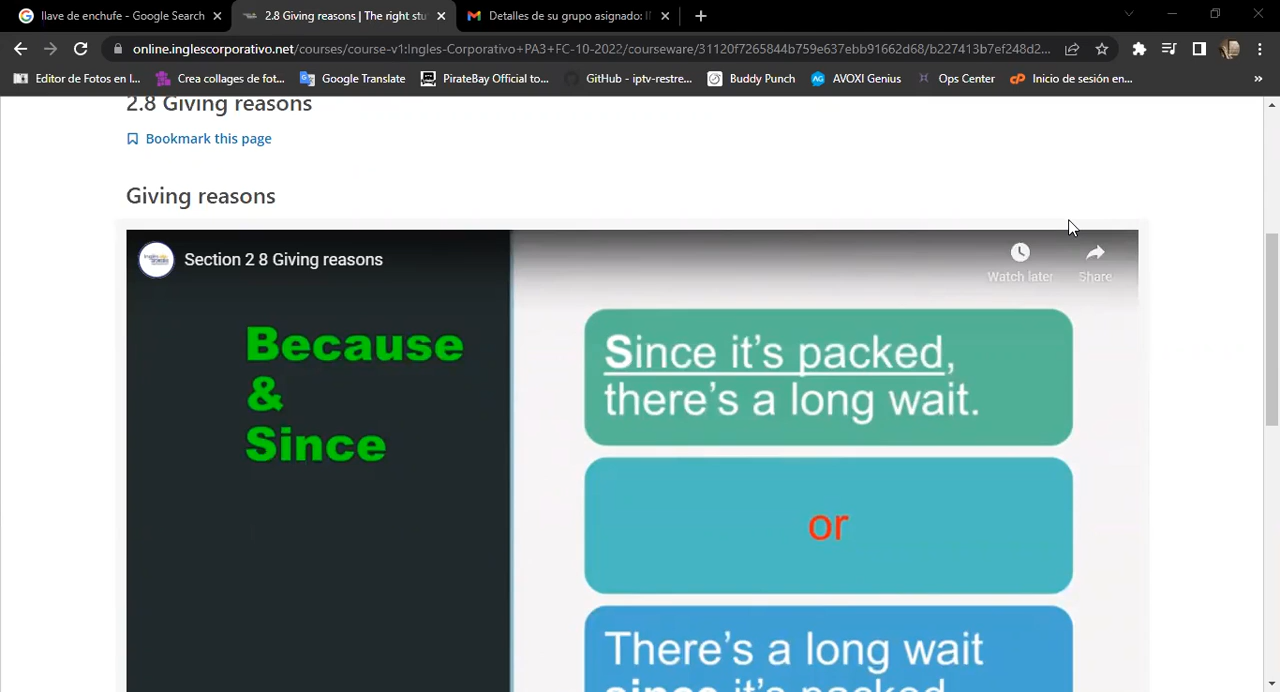 llave de enchufe - Google Search
2.8 Giving reasons | The right stu
Detalles de su grupo asignado: I
online.inglescorporativo.net/courses/course-v1:Ingles-Corporativo+PA3+FC-10-2022/courseware/31120f7265844b759e637ebb91662d68/b227413b7ef248d2...
Editor de Fotos en l...
Crea collages de fot...
Google Translate
PirateBay Official to...
GitHub - iptv-restre...
Buddy Punch
AVOXI Genius
Ops Center
Inicio de sesión en...
»
2.8 Giving reasons
Bookmark this page
Giving reasons
Section 2 8 Giving reasons
Watch later
Share
Because
&
Since
Since it's packed,
there's a long wait.
or
There's a long wait
since it's packed